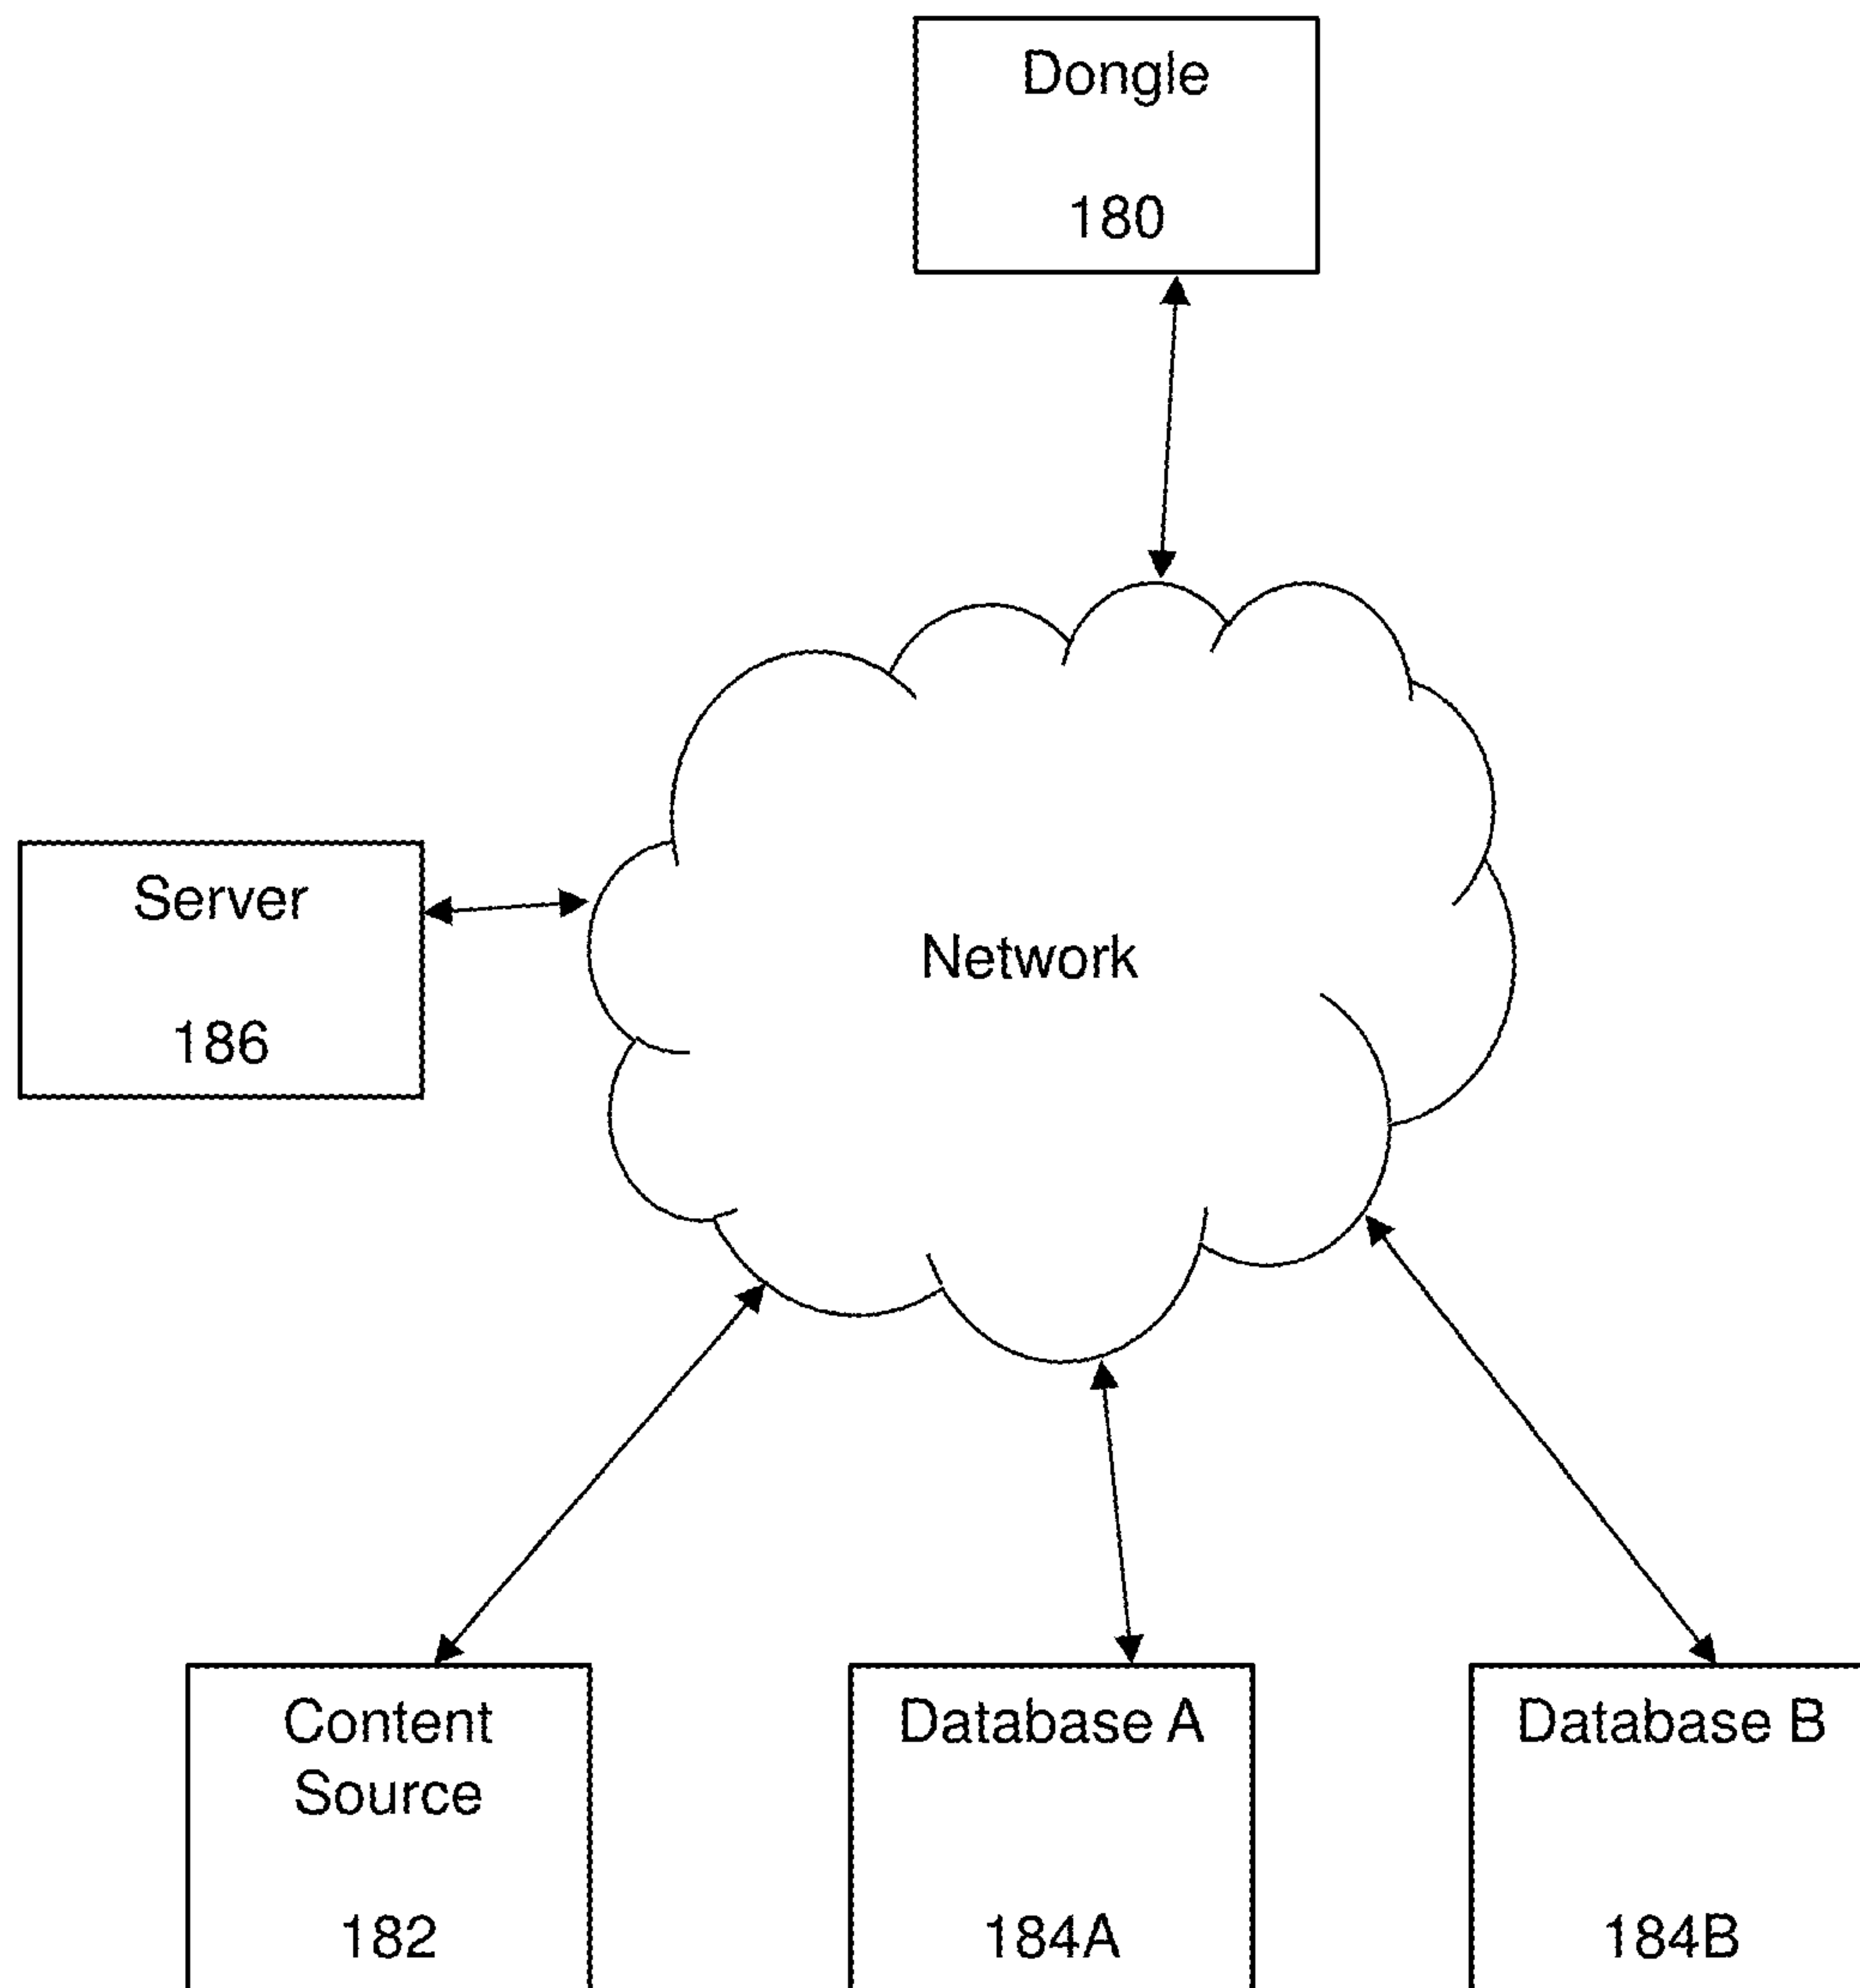 Dongle
180
Server
186
Network
Content
Source
182
Database A
184A
Database B
184B